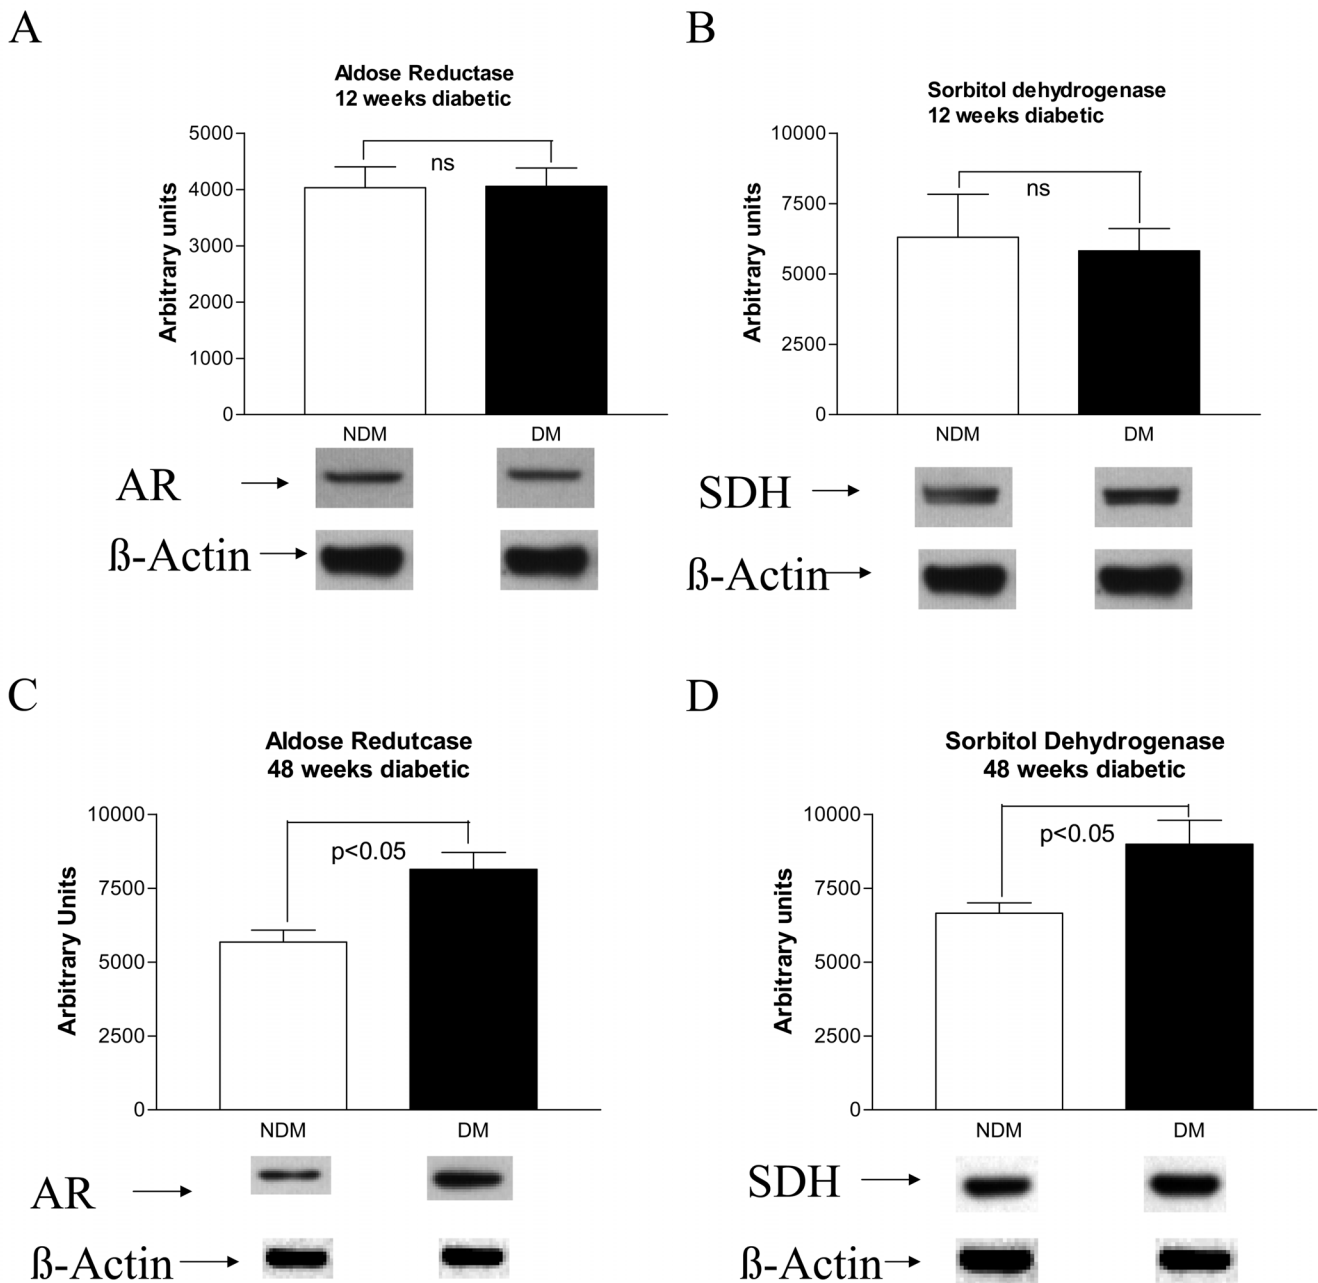 A
Aldose Reductase
12 weeks diabetic
5000
4000
3000
2000
1000
0
Arbitrary units
ns
NDM
DM
AR
ß-Actin
B
Sorbitol dehydrogenase
12 weeks diabetic
10000
7500
5000
2500
0
Arbitrary units
ns
NDM
DM
SDH
ß-Actin
C
Aldose Redutcase
48 weeks diabetic
10000
7500
5000
2500
0
Arbitrary Units
p<0.05
NDM
DM
AR
ß-Actin
D
Sorbitol Dehydrogenase
48 weeks diabetic
10000
7500
5000
2500
0
Arbitrary units
p<0.05
NDM
DM
SDH
ß-Actin